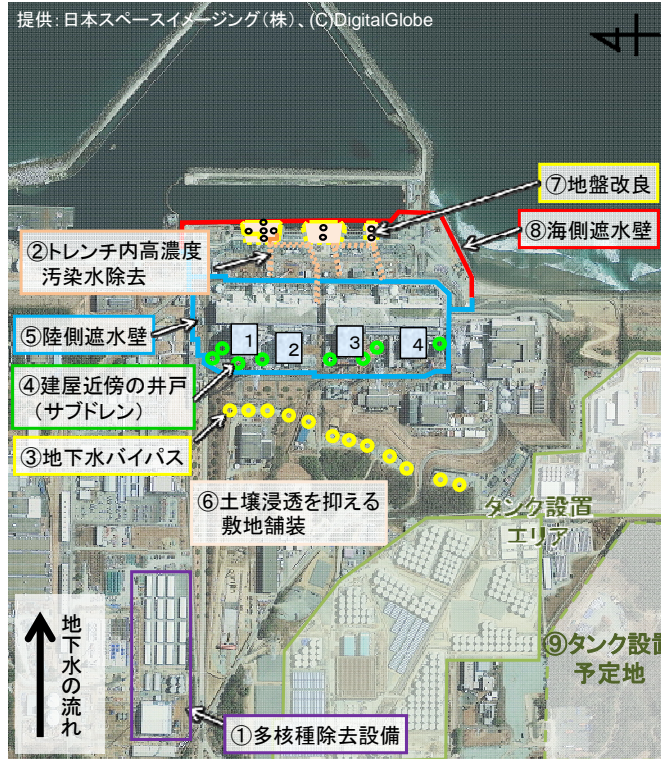 提供：日本スペースイメージング（株）、(C)DigitalGlobe
⑦地盤改良
⑧海側遮水壁
②トレンチ内高濃度
汚染水除去
⑤陸側遮水壁
1
2
3
4
④建屋近傍の井戸
（サブドレン）
③地下水バイパス
⑥土壌浸透を抑える
敷地舗装
タンク設置
エリア
地下水の流れ
⑨タンク設置
予定地
①多核種除去設備